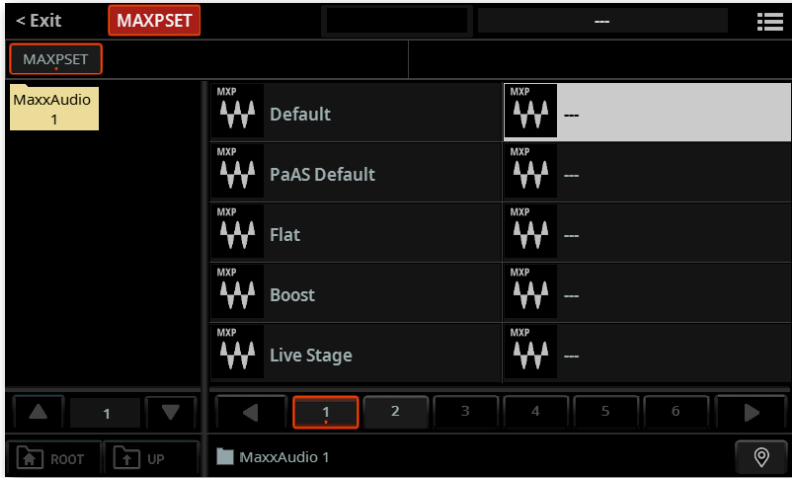 < Exit MAXPSET ---
MAXPSET
MaxxAudio
1
MXP Default MXP ---
MXP PaAS Default MXP ---
MXP Flat MXP ---
MXP Boost MXP ---
MXP Live Stage MXP ---
1 1 2 3 4 5 6
ROOT UP MaxxAudio 1